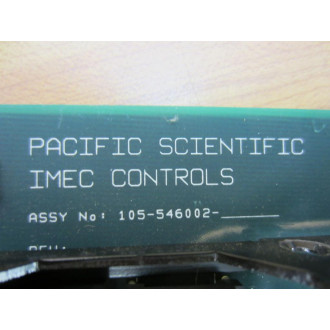 PACIFIC SCIENTIFIC
IMEC CONTROLS
ASSY No: 105-546002-______